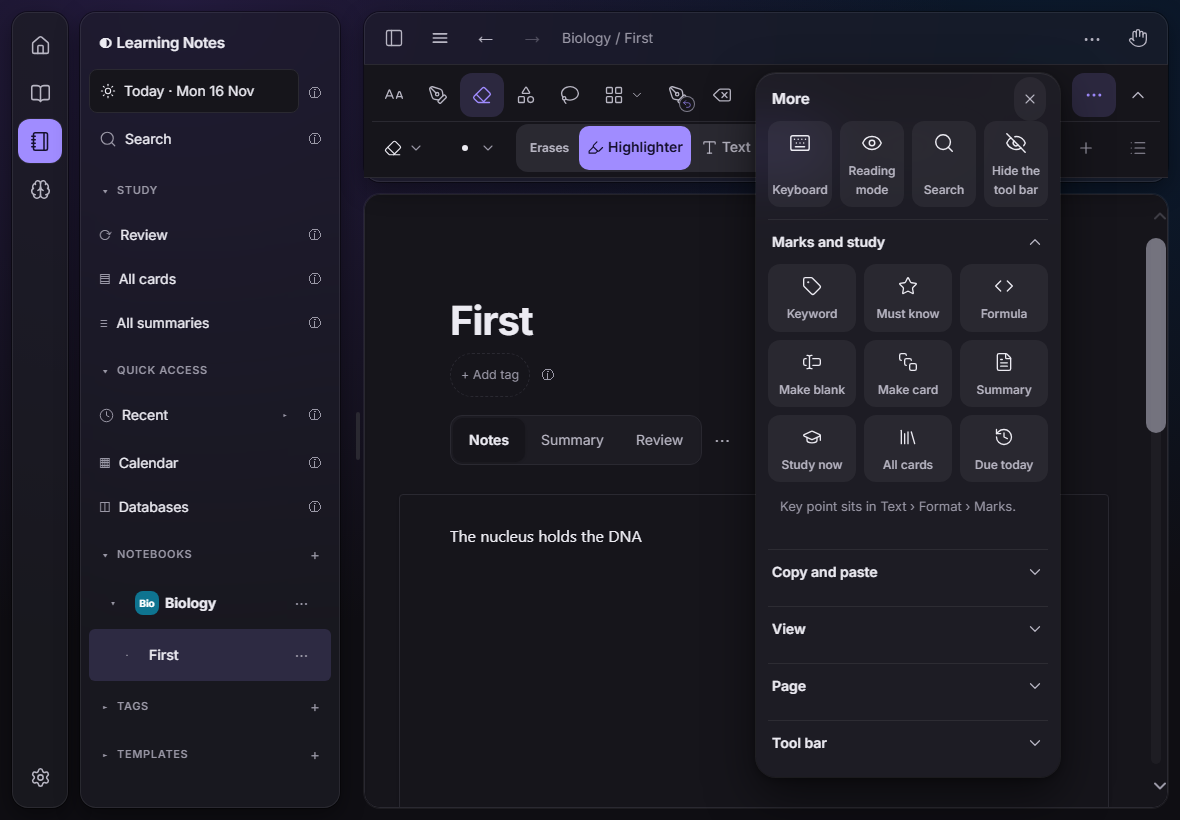 Learning Notes
Today · Mon 16 Nov
Search
STUDY
Review
All cards
All summaries
QUICK ACCESS
Recent
Calendar
Databases
NOTEBOOKS
Bio Biology
First
TAGS
TEMPLATES
Biology / First
AA
Erases Highlighter Text
First
+ Add tag
Notes Summary Review
The nucleus holds the DNA
More
Keyboard
Reading mode
Search
Hide the tool bar
Marks and study
Keyword Must know Formula
Make blank Make card Summary
Study now All cards Due today
Key point sits in Text › Format › Marks.
Copy and paste
View
Page
Tool bar